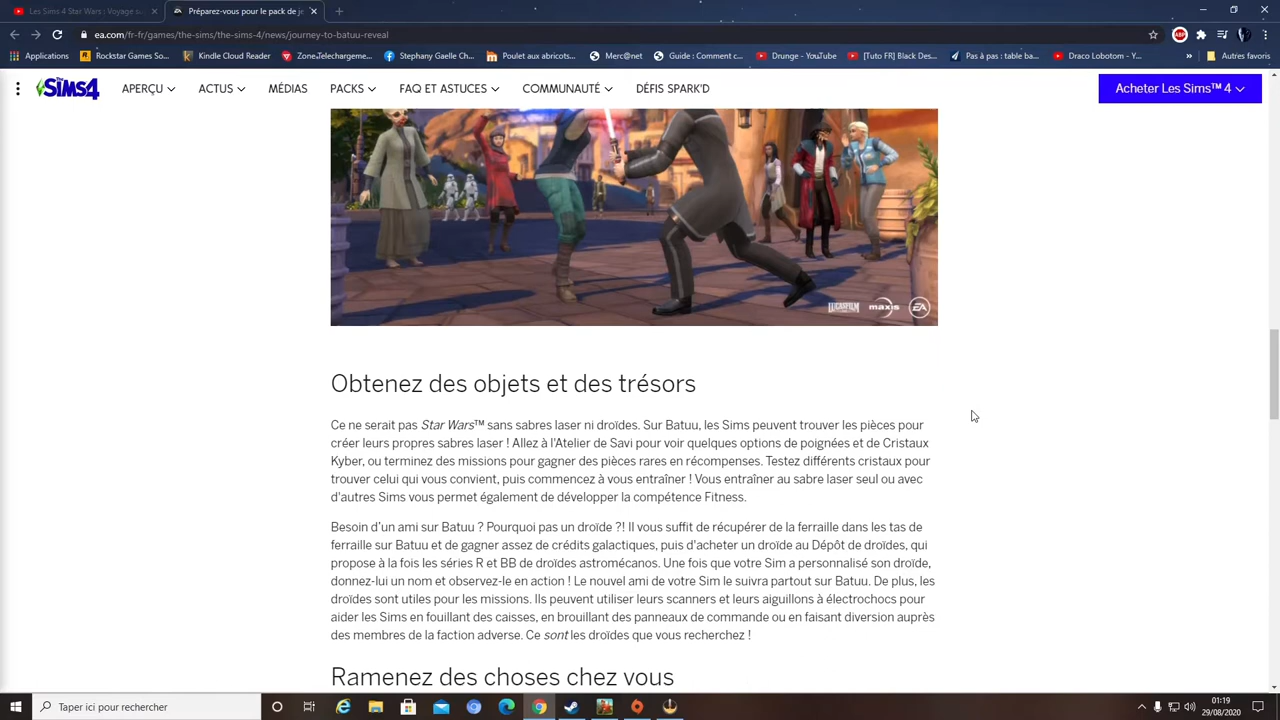 Les Sims 4 Star Wars : Voyage s
Préparez-vous pour le pack de je
ea.com/fr-fr/games/the-sims/the-sims-4/news/journey-to-batuu-reveal
ABP
Applications
Rockstar Games So...
Kindle Cloud Reader
ZoneTelechargeme...
Stephany Gaelle Ch...
Poulet aux abricots...
Merc@net
Guide : Comment c...
Drunge - YouTube
[Tuto FR] Black Des...
Pas à pas : table ba...
Draco Lobotom - Y...
»
Autres favoris
The SiMS4
APERÇU
ACTUS
MÉDIAS
PACKS
FAQ ET ASTUCES
COMMUNAUTÉ
DÉFIS SPARK'D
Acheter Les Sims™ 4
LUCASFILM
maxis
EA
Obtenez des objets et des trésors
Ce ne serait pas Star Wars™ sans sabres laser ni droïdes. Sur Batuu, les Sims peuvent trouver les pièces pour
créer leurs propres sabres laser ! Allez à l'Atelier de Savi pour voir quelques options de poignées et de Cristaux
Kyber, ou terminez des missions pour gagner des pièces rares en récompenses. Testez différents cristaux pour
trouver celui qui vous convient, puis commencez à vous entraîner ! Vous entraîner au sabre laser seul ou avec
d'autres Sims vous permet également de développer la compétence Fitness.
Besoin d'un ami sur Batuu ? Pourquoi pas un droïde ?! Il vous suffit de récupérer de la ferraille dans les tas de
ferraille sur Batuu et de gagner assez de crédits galactiques, puis d'acheter un droïde au Dépôt de droïdes, qui
propose à la fois les séries R et BB de droïdes astromécanos. Une fois que votre Sim a personnalisé son droïde,
donnez-lui un nom et observez-le en action ! Le nouvel ami de votre Sim le suivra partout sur Batuu. De plus, les
droïdes sont utiles pour les missions. Ils peuvent utiliser leurs scanners et leurs aiguillons à électrochocs pour
aider les Sims en fouillant des caisses, en brouillant des panneaux de commande ou en faisant diversion auprès
des membres de la faction adverse. Ce sont les droïdes que vous recherchez !
Ramenez des choses chez vous
Taper ici pour rechercher
01:19
29/08/2020